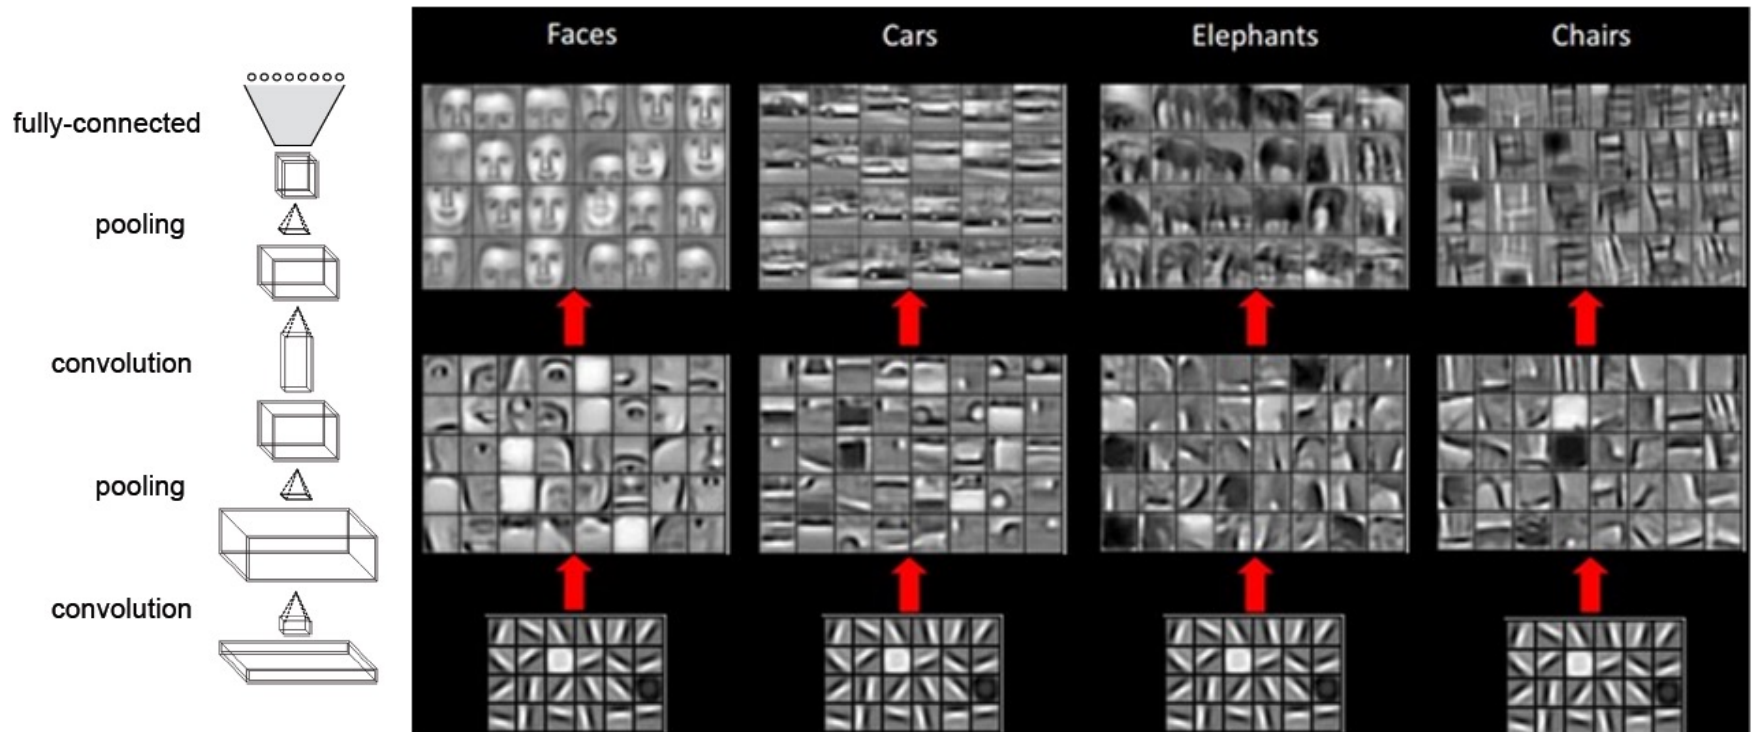 fully-connected
pooling
convolution
pooling
convolution
Faces
Cars
Elephants
Chairs